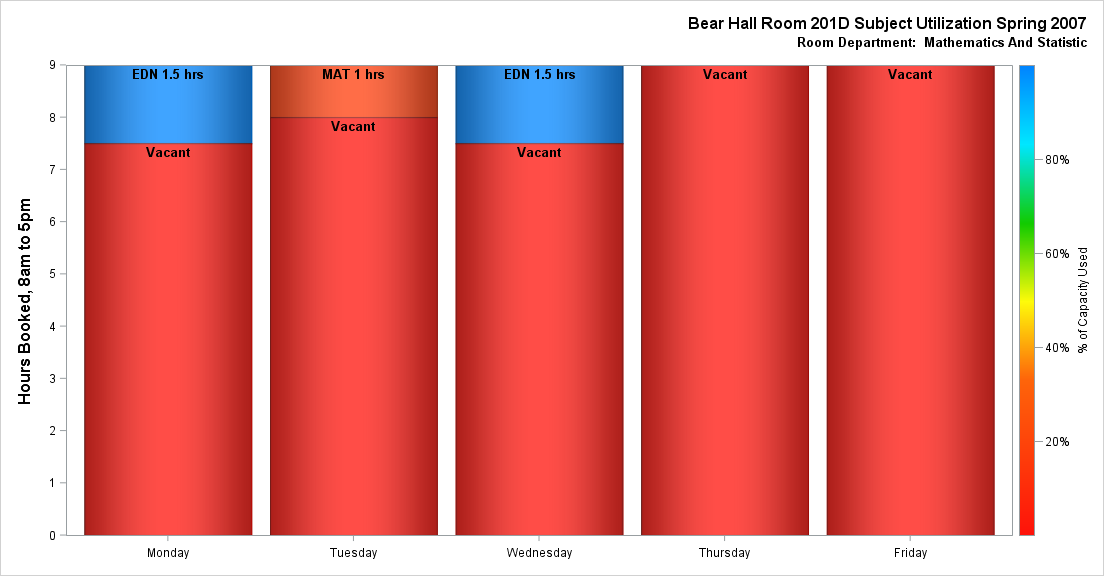 Bear Hall Room 201D Subject Utilization Spring 2007
Room Department:  Mathematics And Statistic
Hours Booked, 8am to 5pm
9
8
7
6
5
4
3
2
1
0
EDN 1.5 hrs
Vacant
MAT 1 hrs
Vacant
EDN 1.5 hrs
Vacant
Vacant
Vacant
Monday
Tuesday
Wednesday
Thursday
Friday
80%
60%
40%
20%
% of Capacity Used